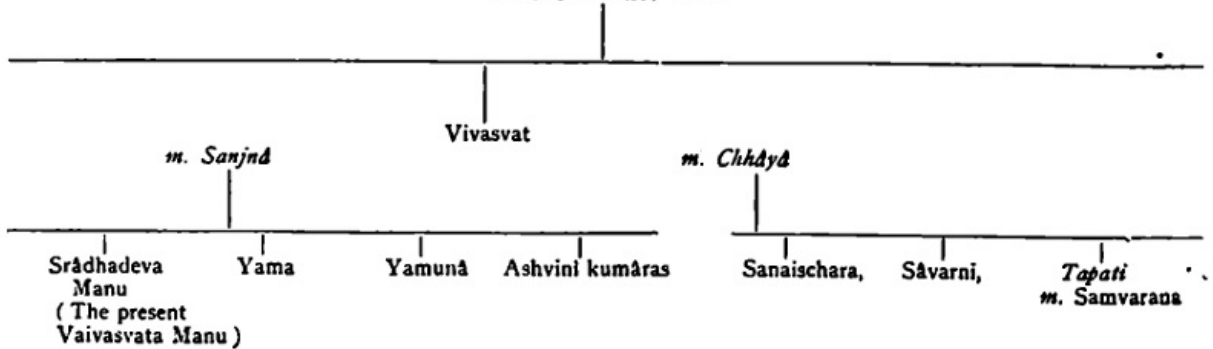 Vivasvat
m. Sanjnâ
m. Chhâyâ
Srâdhadeva Manu
( The present
Vaivasvata Manu )
Yama
Yamunâ
Ashvini kumâras
Sanaischara,
Sâvarni,
Tapati
m. Samvarana